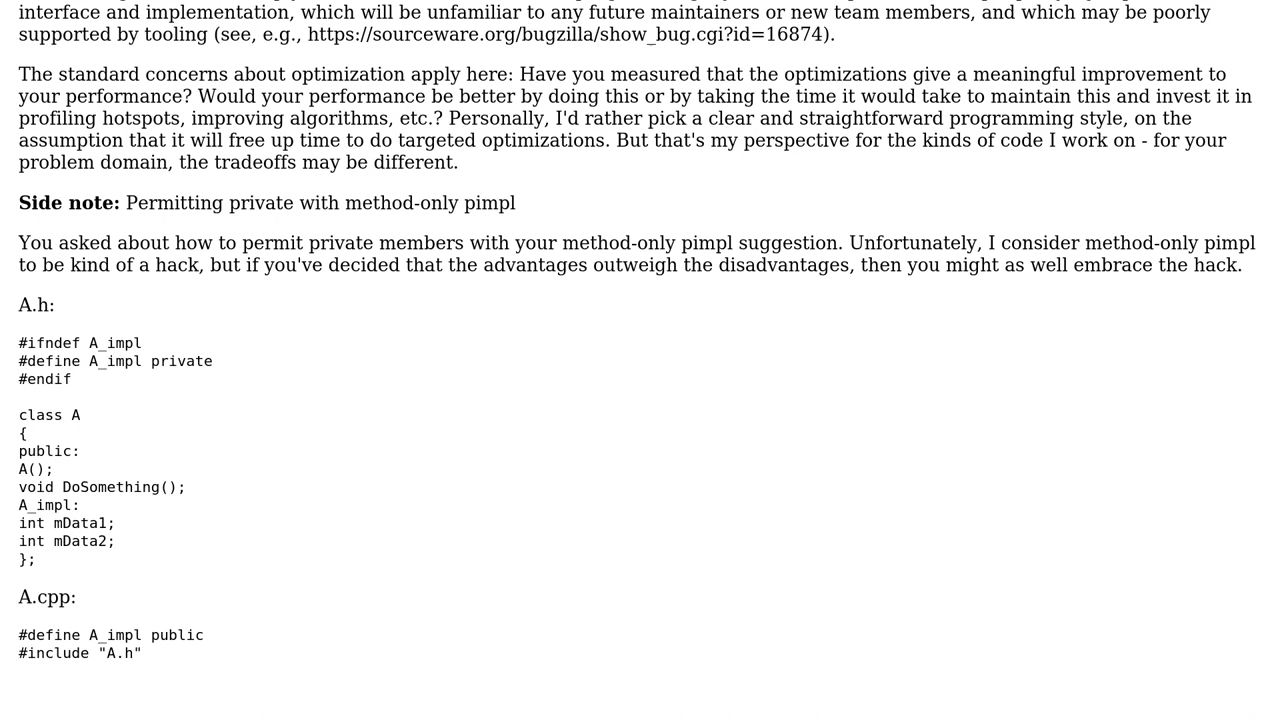 interface and implementation, which will be unfamiliar to any future maintainers or new team members, and which may be poorly
supported by tooling (see, e.g., https://sourceware.org/bugzilla/show_bug.cgi?id=16874).
The standard concerns about optimization apply here: Have you measured that the optimizations give a meaningful improvement to
your performance? Would your performance be better by doing this or by taking the time it would take to maintain this and invest it in
profiling hotspots, improving algorithms, etc.? Personally, I'd rather pick a clear and straightforward programming style, on the
assumption that it will free up time to do targeted optimizations. But that's my perspective for the kinds of code I work on - for your
problem domain, the tradeoffs may be different.
Side note: Permitting private with method-only pimpl
You asked about how to permit private members with your method-only pimpl suggestion. Unfortunately, I consider method-only pimpl
to be kind of a hack, but if you've decided that the advantages outweigh the disadvantages, then you might as well embrace the hack.
A.h:
#ifndef A_impl
#define A_impl private
#endif
class A
{
public:
A();
void DoSomething();
A_impl:
int mData1;
int mData2;
};
A.cpp:
#define A_impl public
#include "A.h"